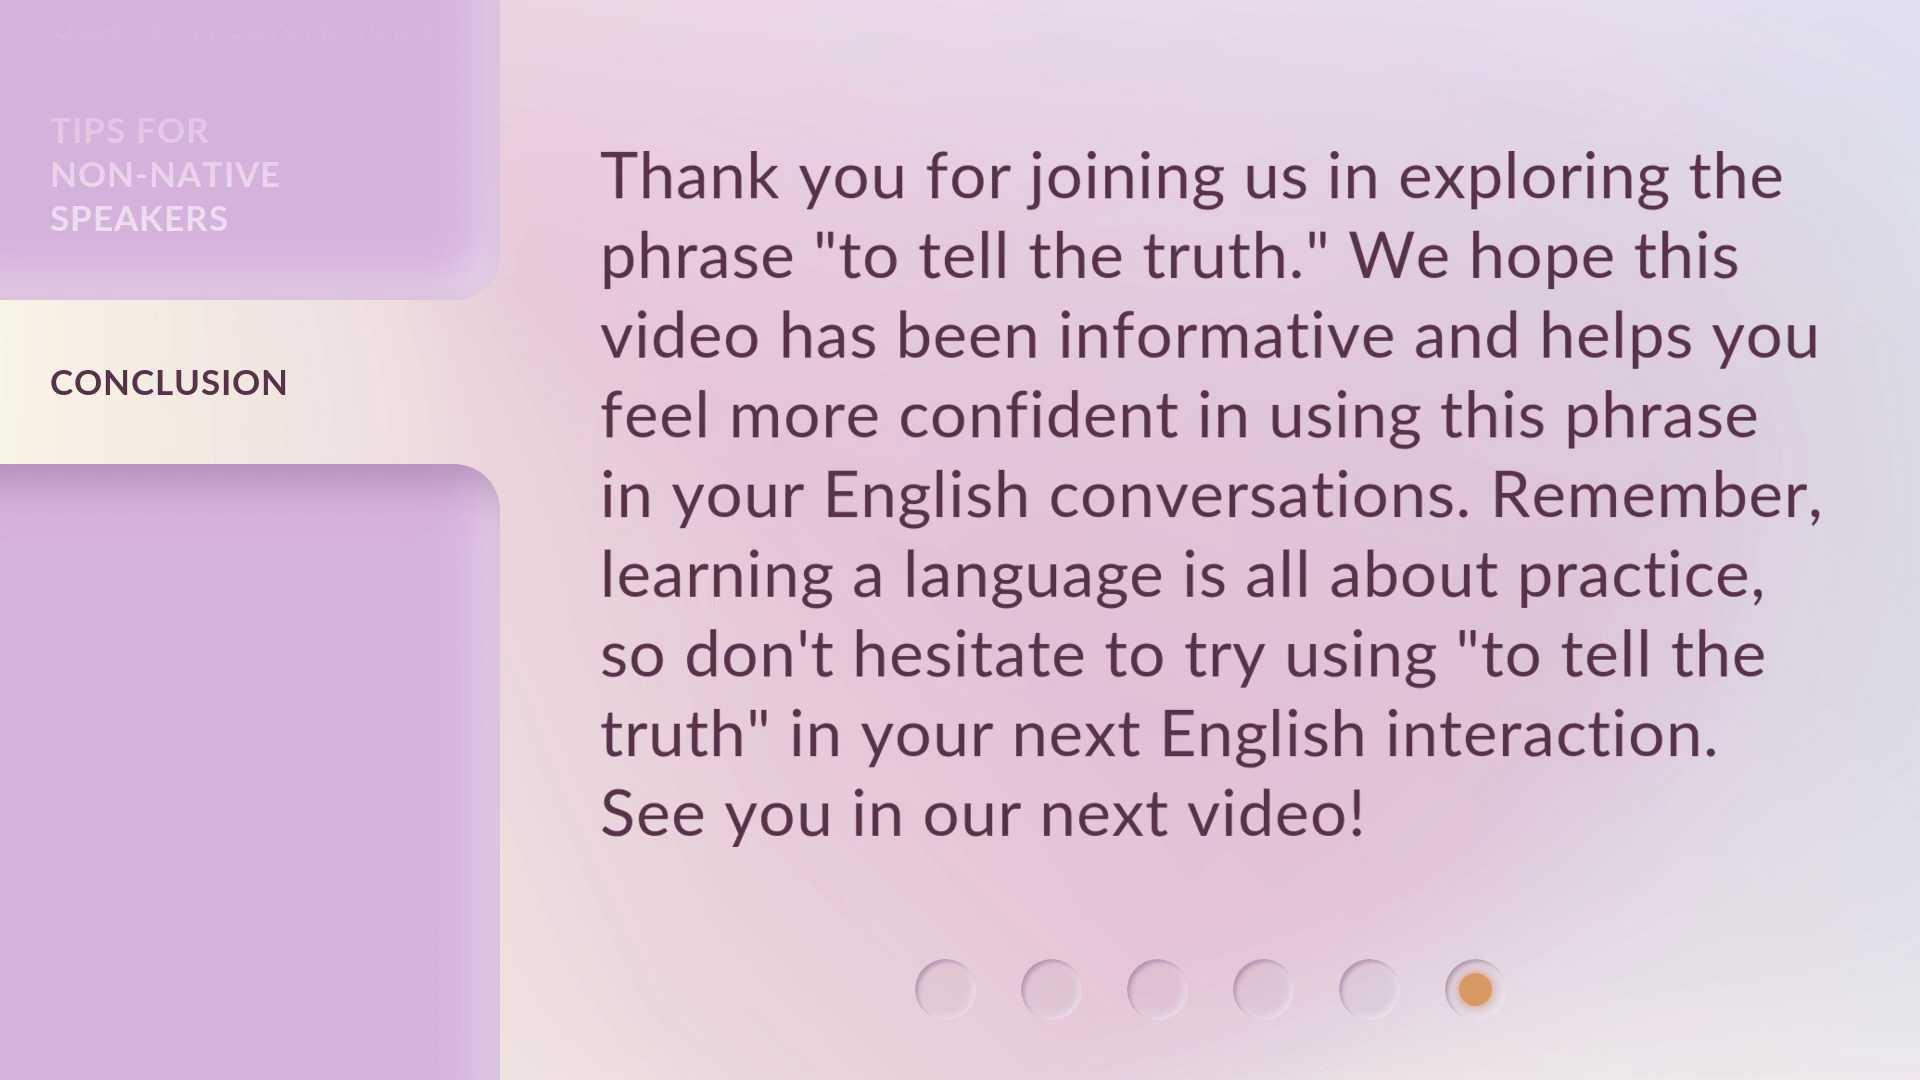 USAGE IN SENTENCES
TIPS FOR
NON-NATIVE
SPEAKERS
CONCLUSION
Thank you for joining us in exploring the
phrase "to tell the truth." We hope this
video has been informative and helps you
feel more confident in using this phrase
in your English conversations. Remember,
learning a language is all about practice,
so don't hesitate to try using "to tell the
truth" in your next English interaction.
See you in our next video!